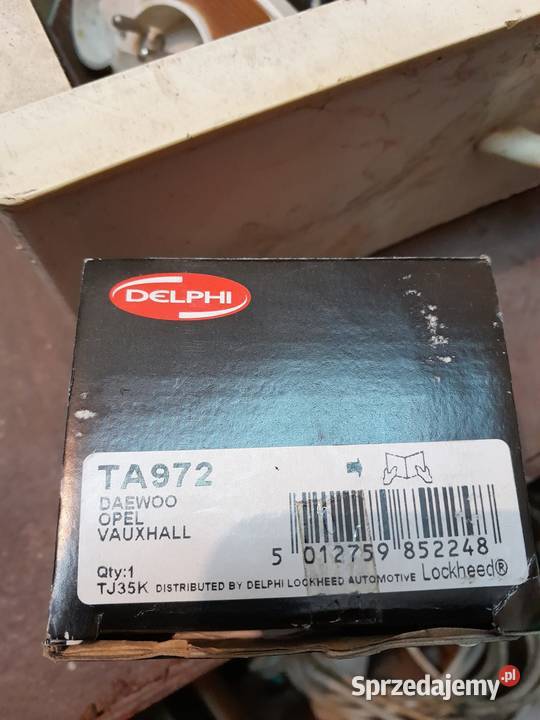 DELPHI
TA972
DAEWOO
OPEL
VAUXHALL
5 012759 852248
Qty:1
TJ35K DISTRIBUTED BY DELPHI LOCKHEED AUTOMOTIVE Lockheed®
Sprzedajemy.pl